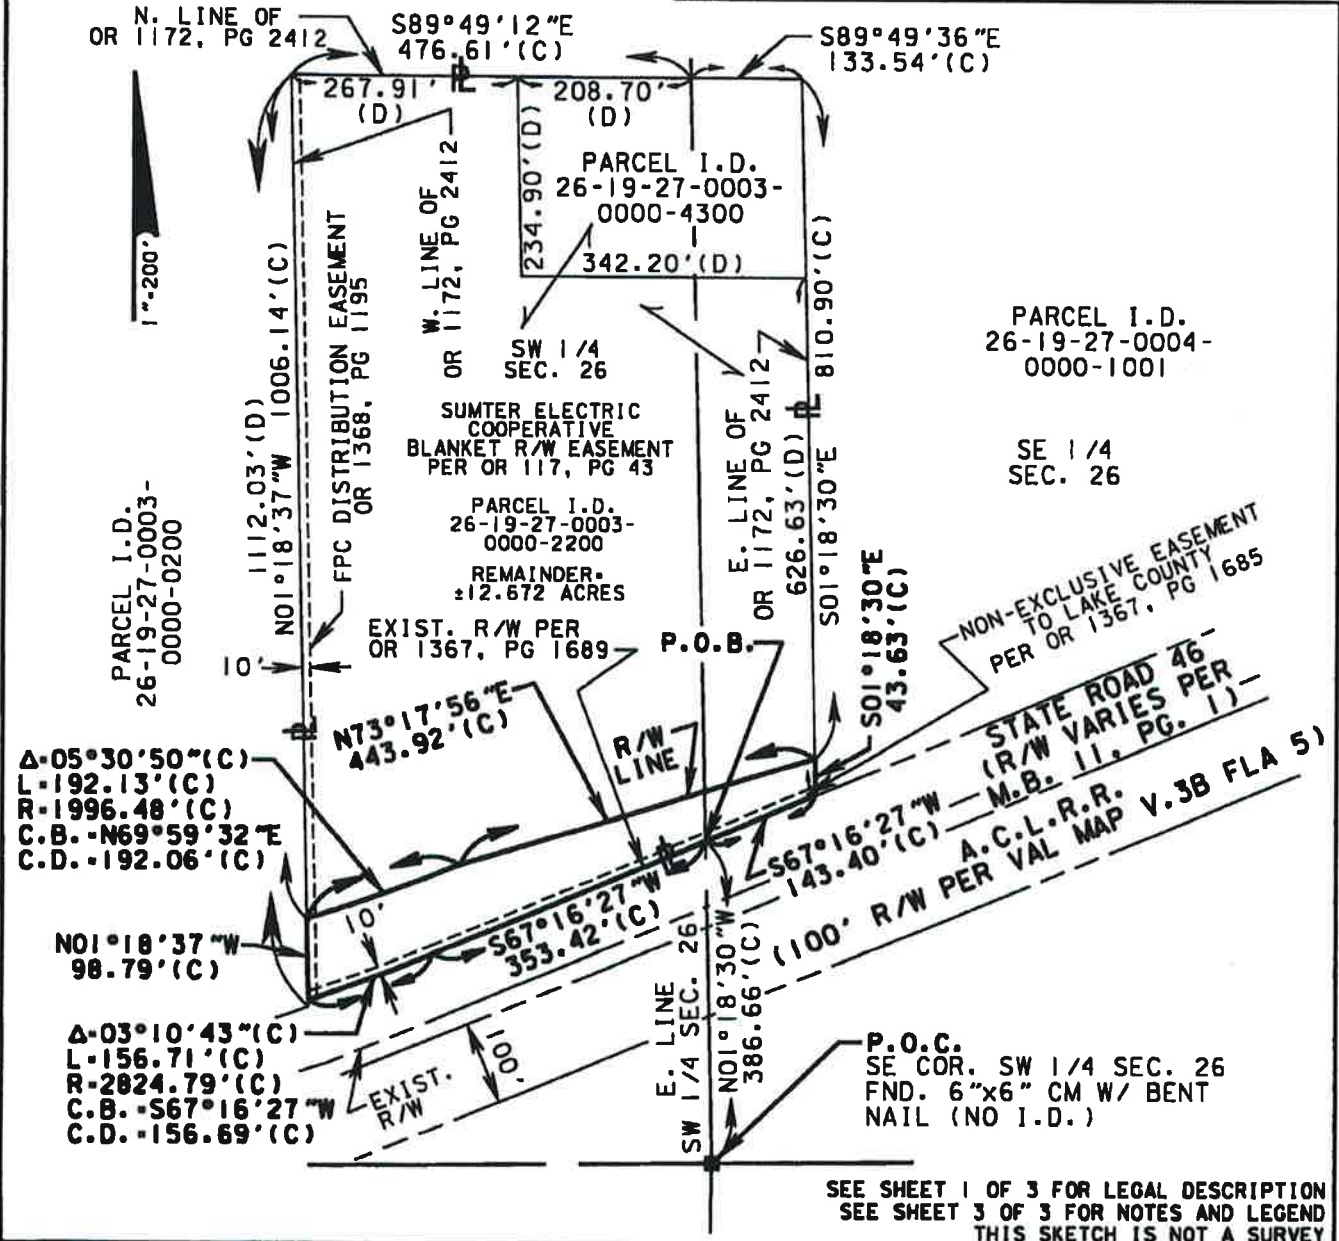 N. LINE OF
OR 1172, PG 2412
S89°49'12"E
476.61'(C)
S89°49'36"E
133.54'(C)
267.91'
(D)
208.70'
(D)
234.90'(D)
PARCEL I.D.
26-19-27-0003-
0000-4300
342.20'(D)
1"=200'
1112.03'(D)
N01°18'37"W 1006.14'(C)
FPC DISTRIBUTION EASEMENT
OR 1368, PG 1195
W. LINE OF
OR 1172, PG 2412
SW 1/4
SEC. 26
SUMTER ELECTRIC
COOPERATIVE
BLANKET R/W EASEMENT
PER OR 117, PG 43
PARCEL I.D.
26-19-27-0003-
0000-2200
REMAINDER=
±12.672 ACRES
E. LINE OF
OR 1172, PG 2412
626.63'(D)
S01°18'30"E
810.90'(C)
PARCEL I.D.
26-19-27-0004-
0000-1001
SE 1/4
SEC. 26
PARCEL I.D.
26-19-27-0003-
0000-0200
EXIST. R/W PER
OR 1367, PG 1689
P.O.B.
10'
S01°18'30"E
43.63'(C)
NON-EXCLUSIVE EASEMENT
TO LAKE COUNTY
PER OR 1367, PG 1685
N73°17'56"E
443.92'(C)
R/W
LINE
STATE ROAD 46
(R/W VARIES PER
M.B. 11, PG. 1)
Δ=05°30'50"(C)
L=192.13'(C)
R=1996.48'(C)
C.B.=N69°59'32"E
C.D.=192.06'(C)
S67°16'27"W
143.40'(C)
A.C.L.R.R.
(100' R/W PER VAL MAP V.3B FLA 5)
10'
S67°16'27"W
353.42'(C)
N01°18'37"W
98.79'(C)
Δ=03°10'43"(C)
L=156.71'(C)
R=2824.79'(C)
C.B.=S67°16'27"W
C.D.=156.69'(C)
EXIST.
R/W
100'
E. LINE
SW 1/4 SEC. 26
N01°18'30"W
386.66'(C)
P.O.C.
SE COR. SW 1/4 SEC. 26
FND. 6"x6" CM W/ BENT
NAIL (NO I.D.)
SEE SHEET 1 OF 3 FOR LEGAL DESCRIPTION
SEE SHEET 3 OF 3 FOR NOTES AND LEGEND
THIS SKETCH IS NOT A SURVEY